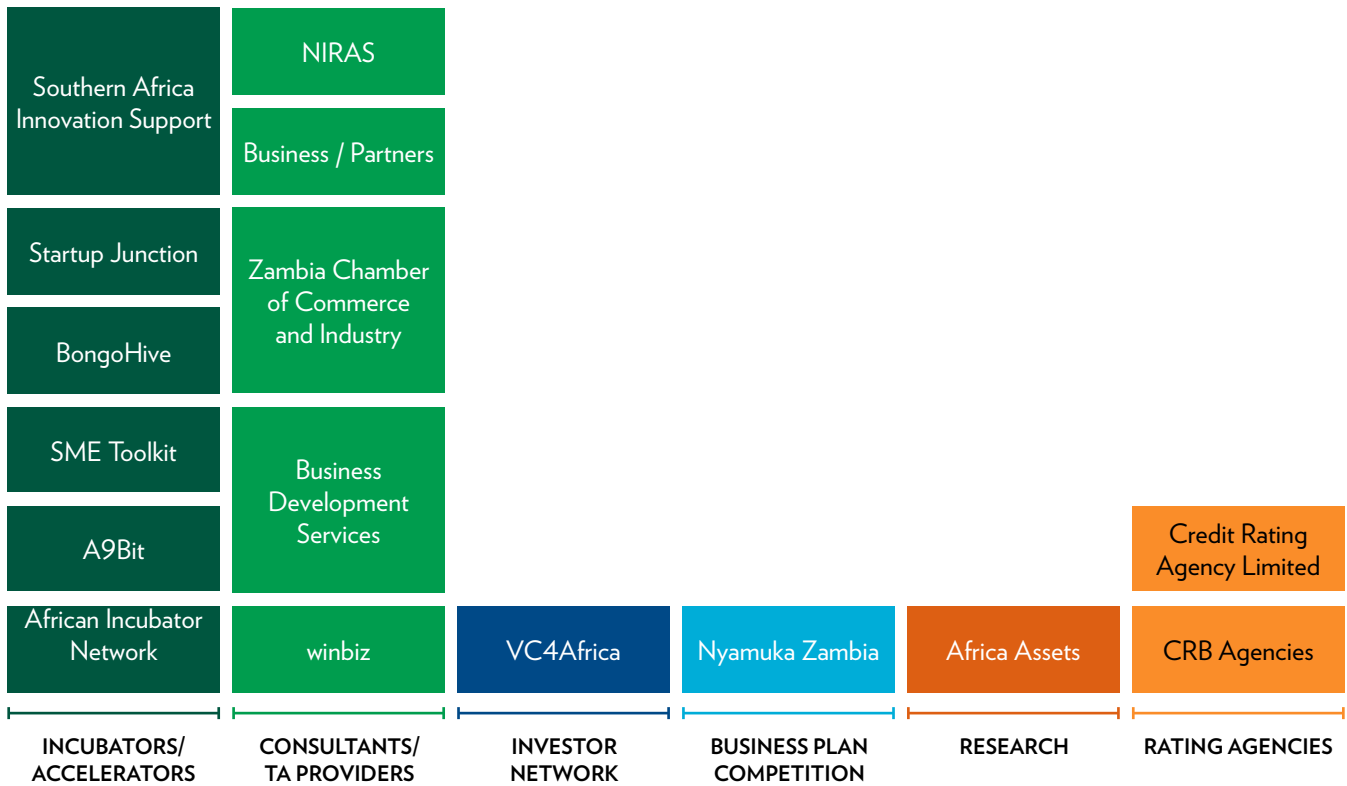 Southern Africa
Innovation Support
Startup Junction
BongoHive
SME Toolkit
A9Bit
African Incubator
Network
INCUBATORS/
ACCELERATORS
NIRAS
Business / Partners
Zambia Chamber
of Commerce
and Industry
Business
Development
Services
winbiz
CONSULTANTS/
TA PROVIDERS
VC4Africa
INVESTOR
NETWORK
Nyamuka Zambia
BUSINESS PLAN
COMPETITION
Africa Assets
RESEARCH
Credit Rating
Agency Limited
CRB Agencies
RATING AGENCIES